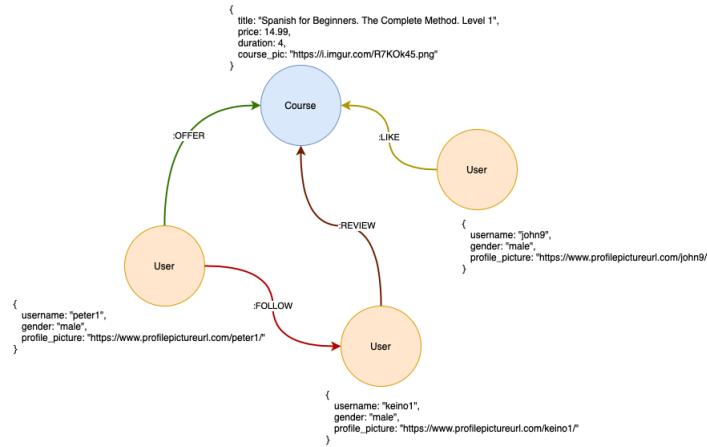 {
title: "Spanish for Beginners. The Complete Method. Level 1",
price: 14.99,
duration: 4,
course_pic: "https://i.imgur.com/R7KOk45.png"
}
Course
:OFFER
:LIKE
User
{
username: "john9",
gender: "male",
profile_picture: "https://www.profilepictureurl.com/john9/
}
:REVIEW
User
{
username: "peter1",
gender: "male",
profile_picture: "https://www.profilepictureurl.com/peter1/"
}
:FOLLOW
User
{
username: "keino1",
gender: "male",
profile_picture: "https://www.profilepictureurl.com/keino1/"
}